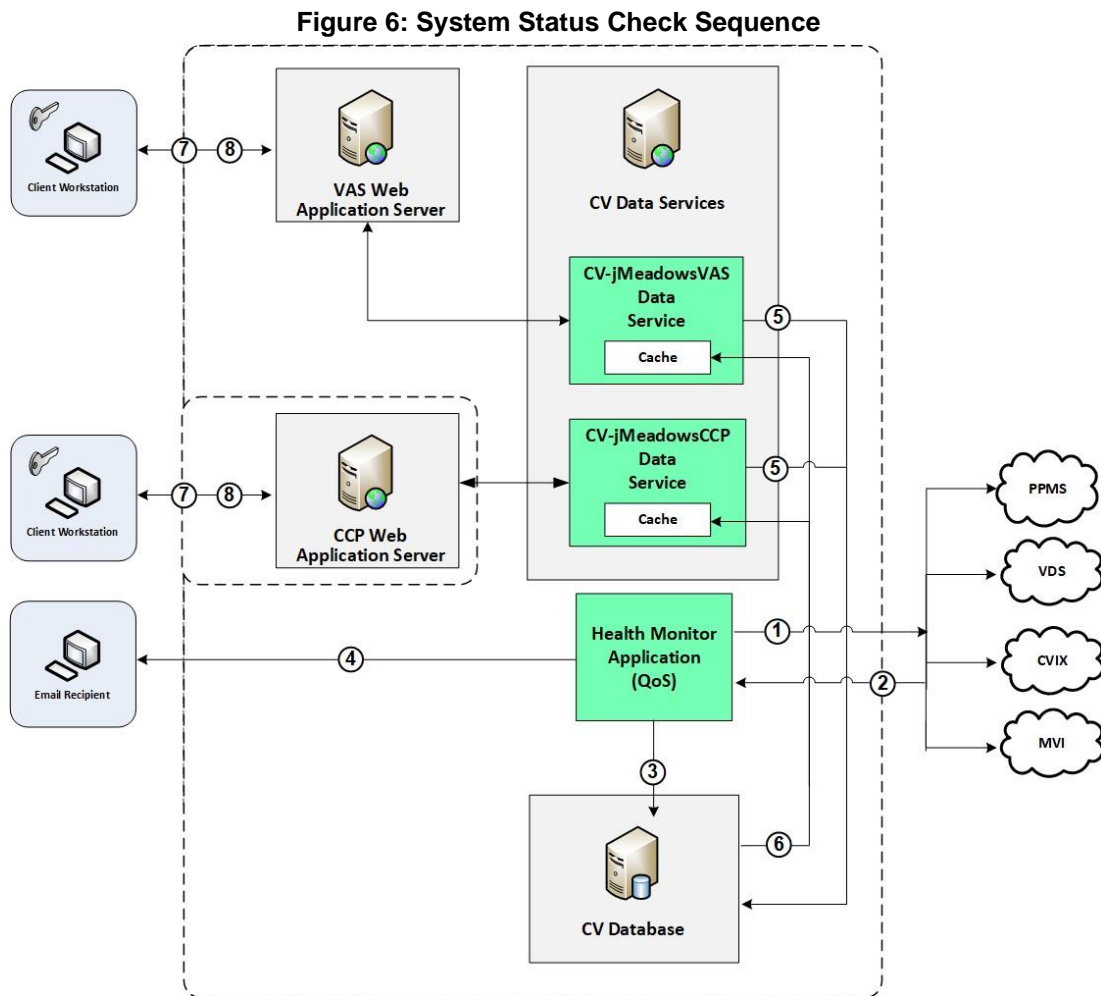 Figure 6: System Status Check Sequence
Client Workstation
7
8
VAS Web
Application Server
CV Data Services
CV-jMeadowsVAS
Data
Service
Cache
5
Client Workstation
7
8
CCP Web
Application Server
CV-jMeadowsCCP
Data
Service
Cache
5
PPMS
VDS
CVIX
MVI
Email Recipient
4
Health Monitor
Application
(QoS)
1
2
3
6
CV Database